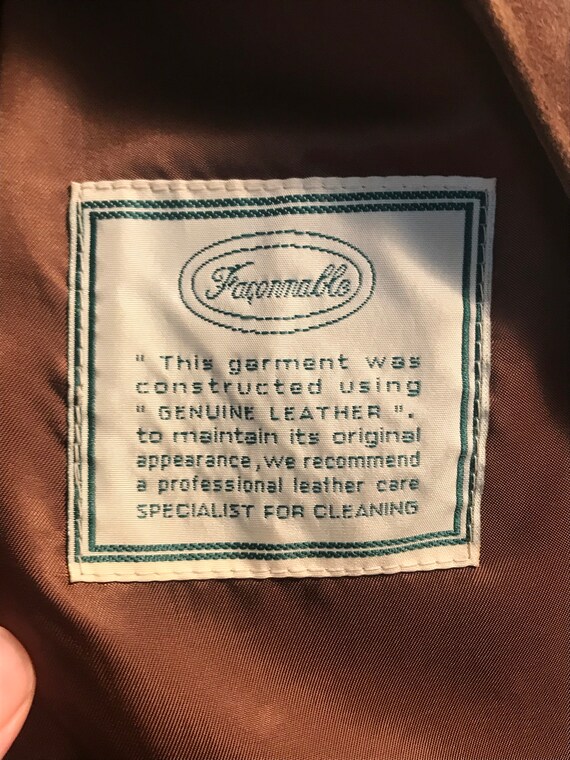 Façonnable
" This garment was
constructed using
" GENUINE LEATHER ".
to maintain its original
appearance,we recommend
a professional leather care
SPECIALIST FOR CLEANING